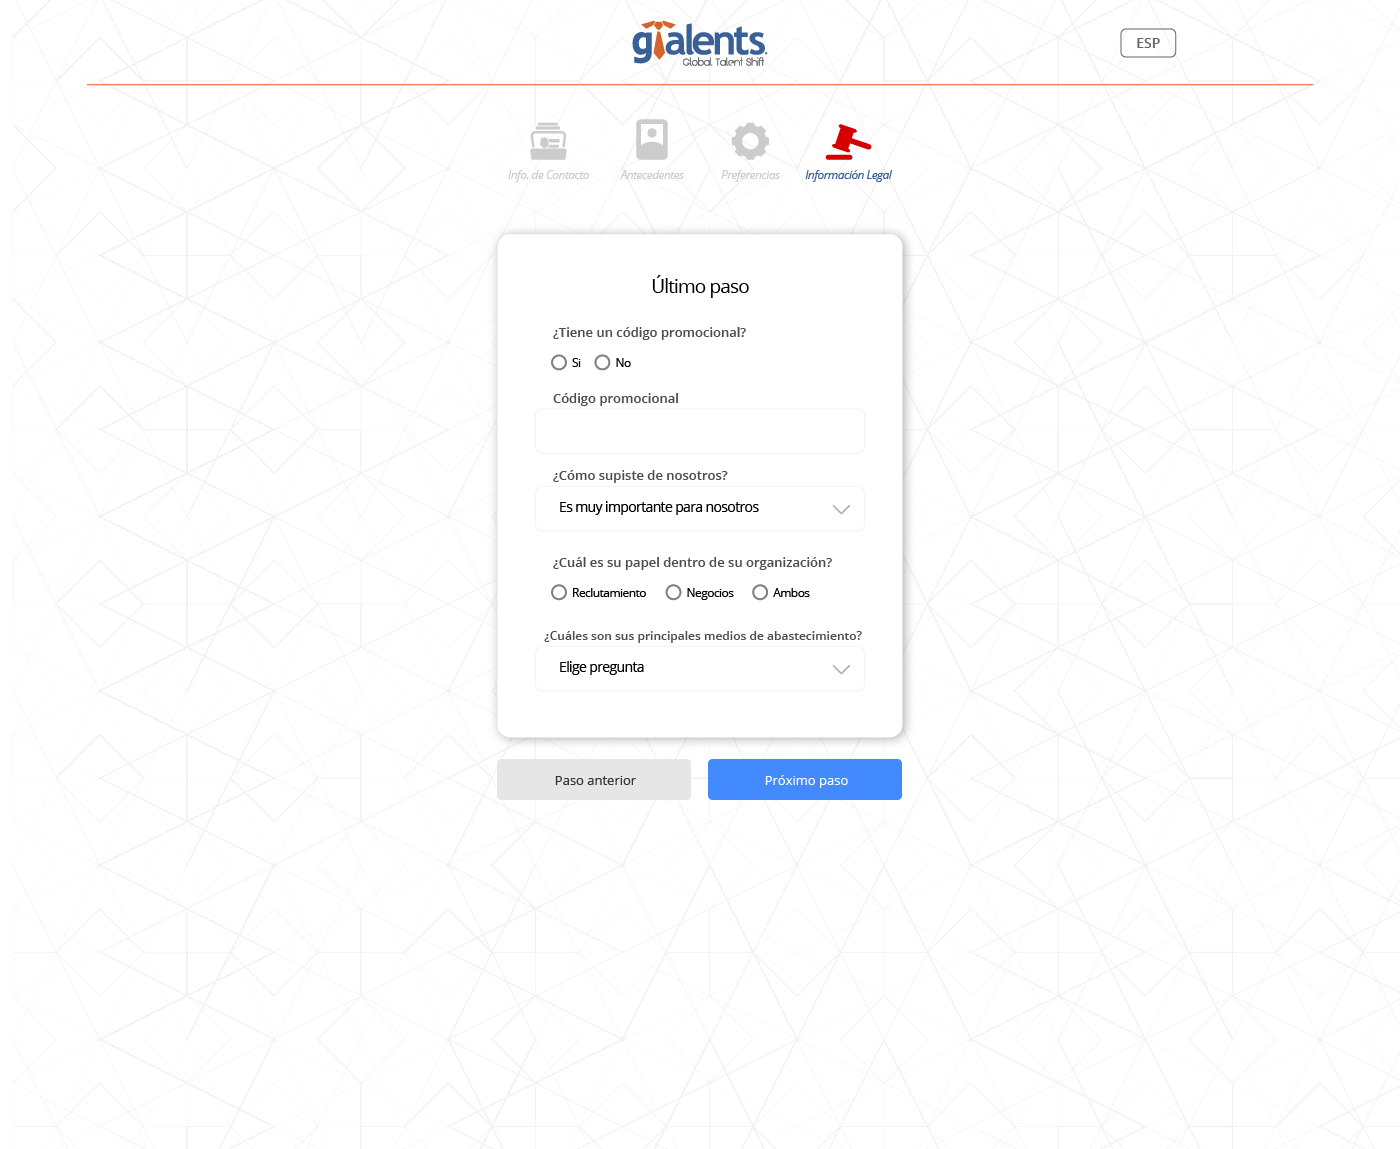 gtalents
Global Talent Shift
ESP
Info. de Contacto
Antecedentes
Preferencias
Información Legal
Último paso
¿Tiene un código promocional?
Si No
Código promocional
¿Cómo supiste de nosotros?
Es muy importante para nosotros
¿Cuál es su papel dentro de su organización?
Reclutamiento Negocios Ambos
¿Cuáles son sus principales medios de abastecimiento?
Elige pregunta
Paso anterior
Próximo paso